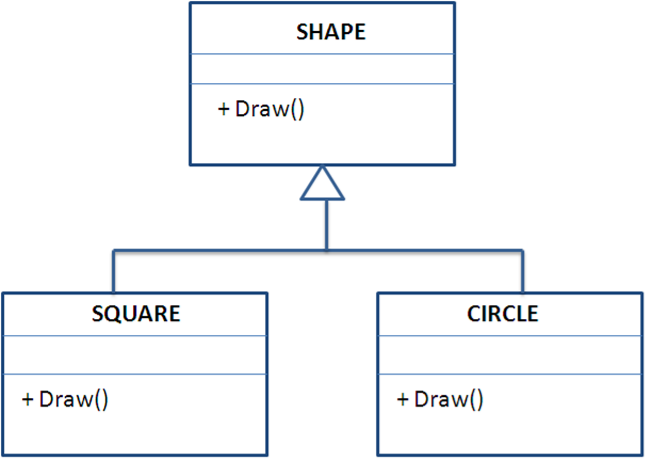 SHAPE
+ Draw()
SQUARE
+ Draw()
CIRCLE
+ Draw()